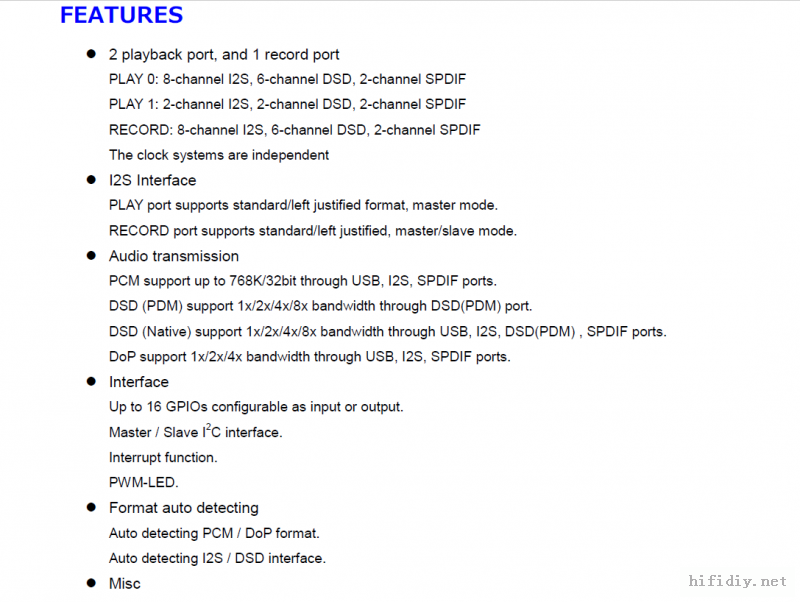 FEATURES
● 2 playback port, and 1 record port
PLAY 0: 8-channel I2S, 6-channel DSD, 2-channel SPDIF
PLAY 1: 2-channel I2S, 2-channel DSD, 2-channel SPDIF
RECORD: 8-channel I2S, 6-channel DSD, 2-channel SPDIF
The clock systems are independent
● I2S Interface
PLAY port supports standard/left justified format, master mode.
RECORD port supports standard/left justified, master/slave mode.
● Audio transmission
PCM support up to 768K/32bit through USB, I2S, SPDIF ports.
DSD (PDM) support 1x/2x/4x/8x bandwidth through DSD(PDM) port.
DSD (Native) support 1x/2x/4x/8x bandwidth through USB, I2S, DSD(PDM) , SPDIF ports.
DoP support 1x/2x/4x bandwidth through USB, I2S, SPDIF ports.
● Interface
Up to 16 GPIOs configurable as input or output.
Master / Slave I²C interface.
Interrupt function.
PWM-LED.
● Format auto detecting
Auto detecting PCM / DoP format.
Auto detecting I2S / DSD interface.
● Misc
hifidiy.net